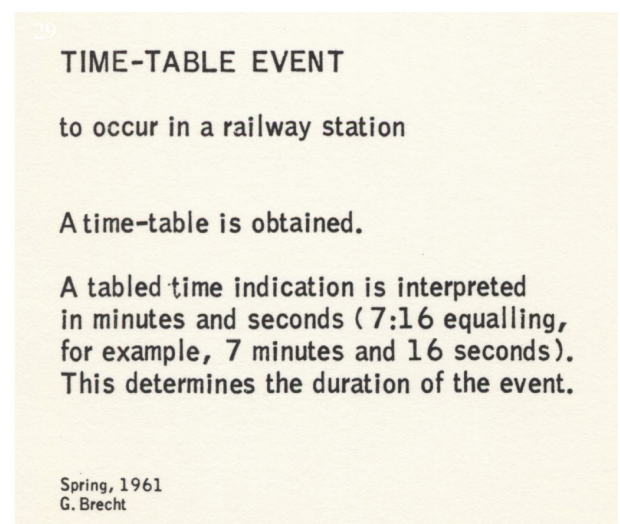 29
TIME-TABLE EVENT
to occur in a railway station
A time-table is obtained.
A tabled time indication is interpreted
in minutes and seconds (7:16 equalling,
for example, 7 minutes and 16 seconds).
This determines the duration of the event.
Spring, 1961
G. Brecht